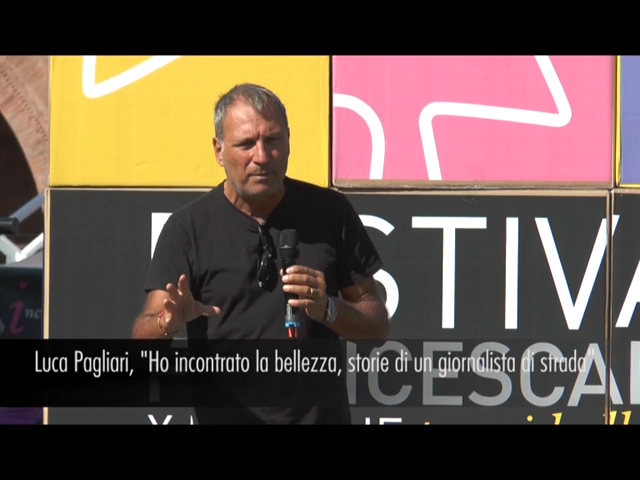 STIVA
CESCA
Luca Pagliari, "Ho incontrato la bellezza, storie di un giornalista di strada"